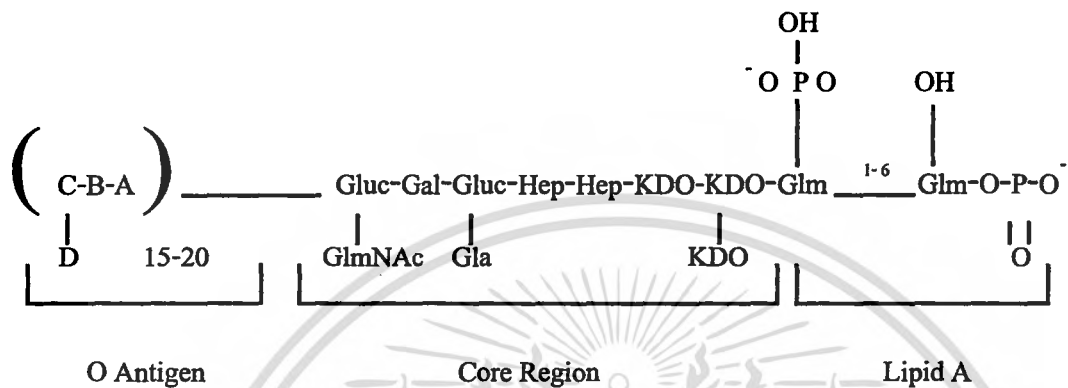 OH
⁻O P O OH
( C-B-A ) Gluc-Gal-Gluc-Hep-Hep-KDO-KDO-Glm 1-6 Glm-O-P-O⁻
D 15-20 GlmNAc Gla KDO O
O Antigen Core Region Lipid A